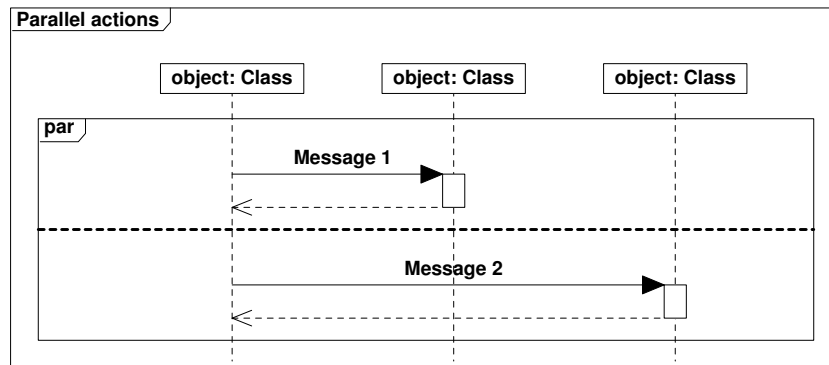 Parallel actions
object: Class
object: Class
object: Class
par
Message 1
Message 2